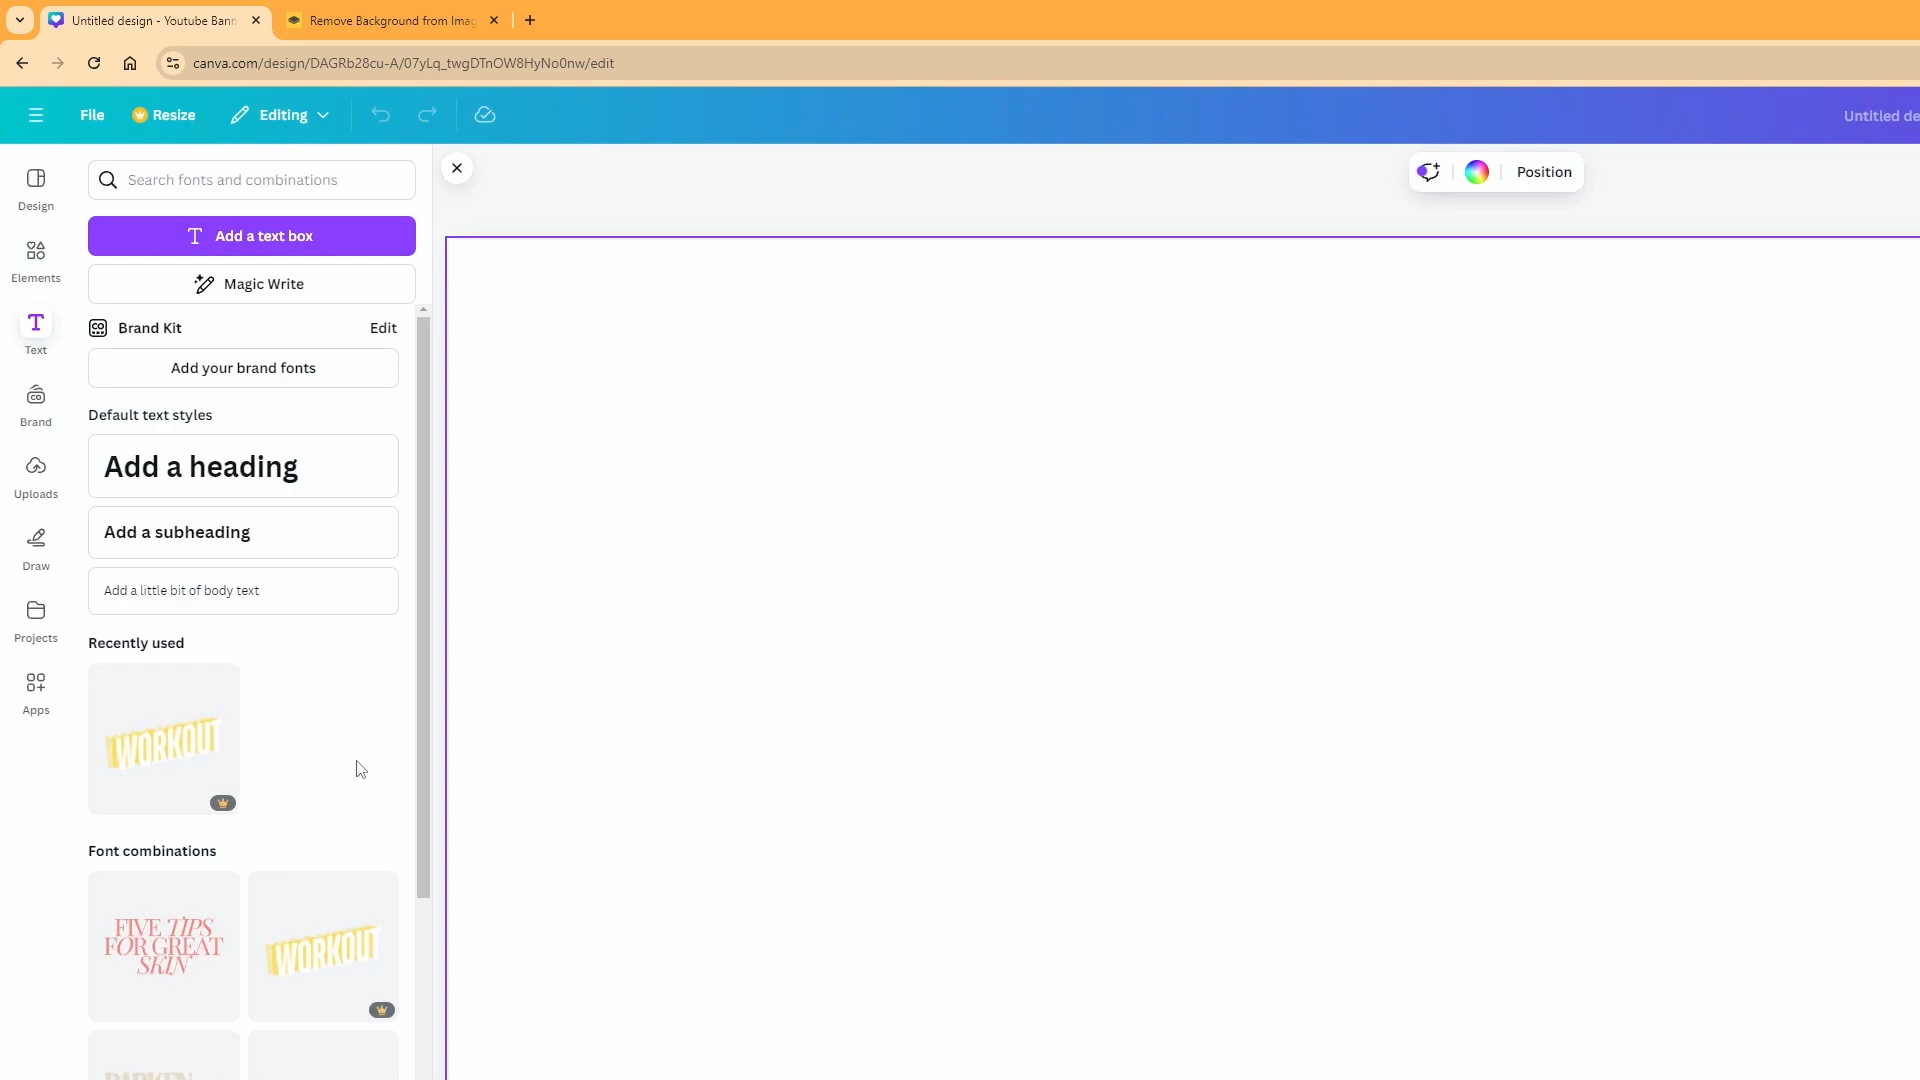 Untitled design - Youtube Bann
Remove Background from Imag
canva.com/design/DAGRb28cu-A/07yLq_twgDTnOW8HyNo0nw/edit
File
Resize
Editing
Untitled de
Design
Elements
Text
Brand
Uploads
Draw
Projects
Apps
Search fonts and combinations
Add a text box
Magic Write
Brand Kit
Edit
Add your brand fonts
Default text styles
Add a heading
Add a subheading
Add a little bit of body text
Recently used
WORKOUT
Font combinations
FIVE TIPS
FOR GREAT
SKIN
WORKOUT
Position